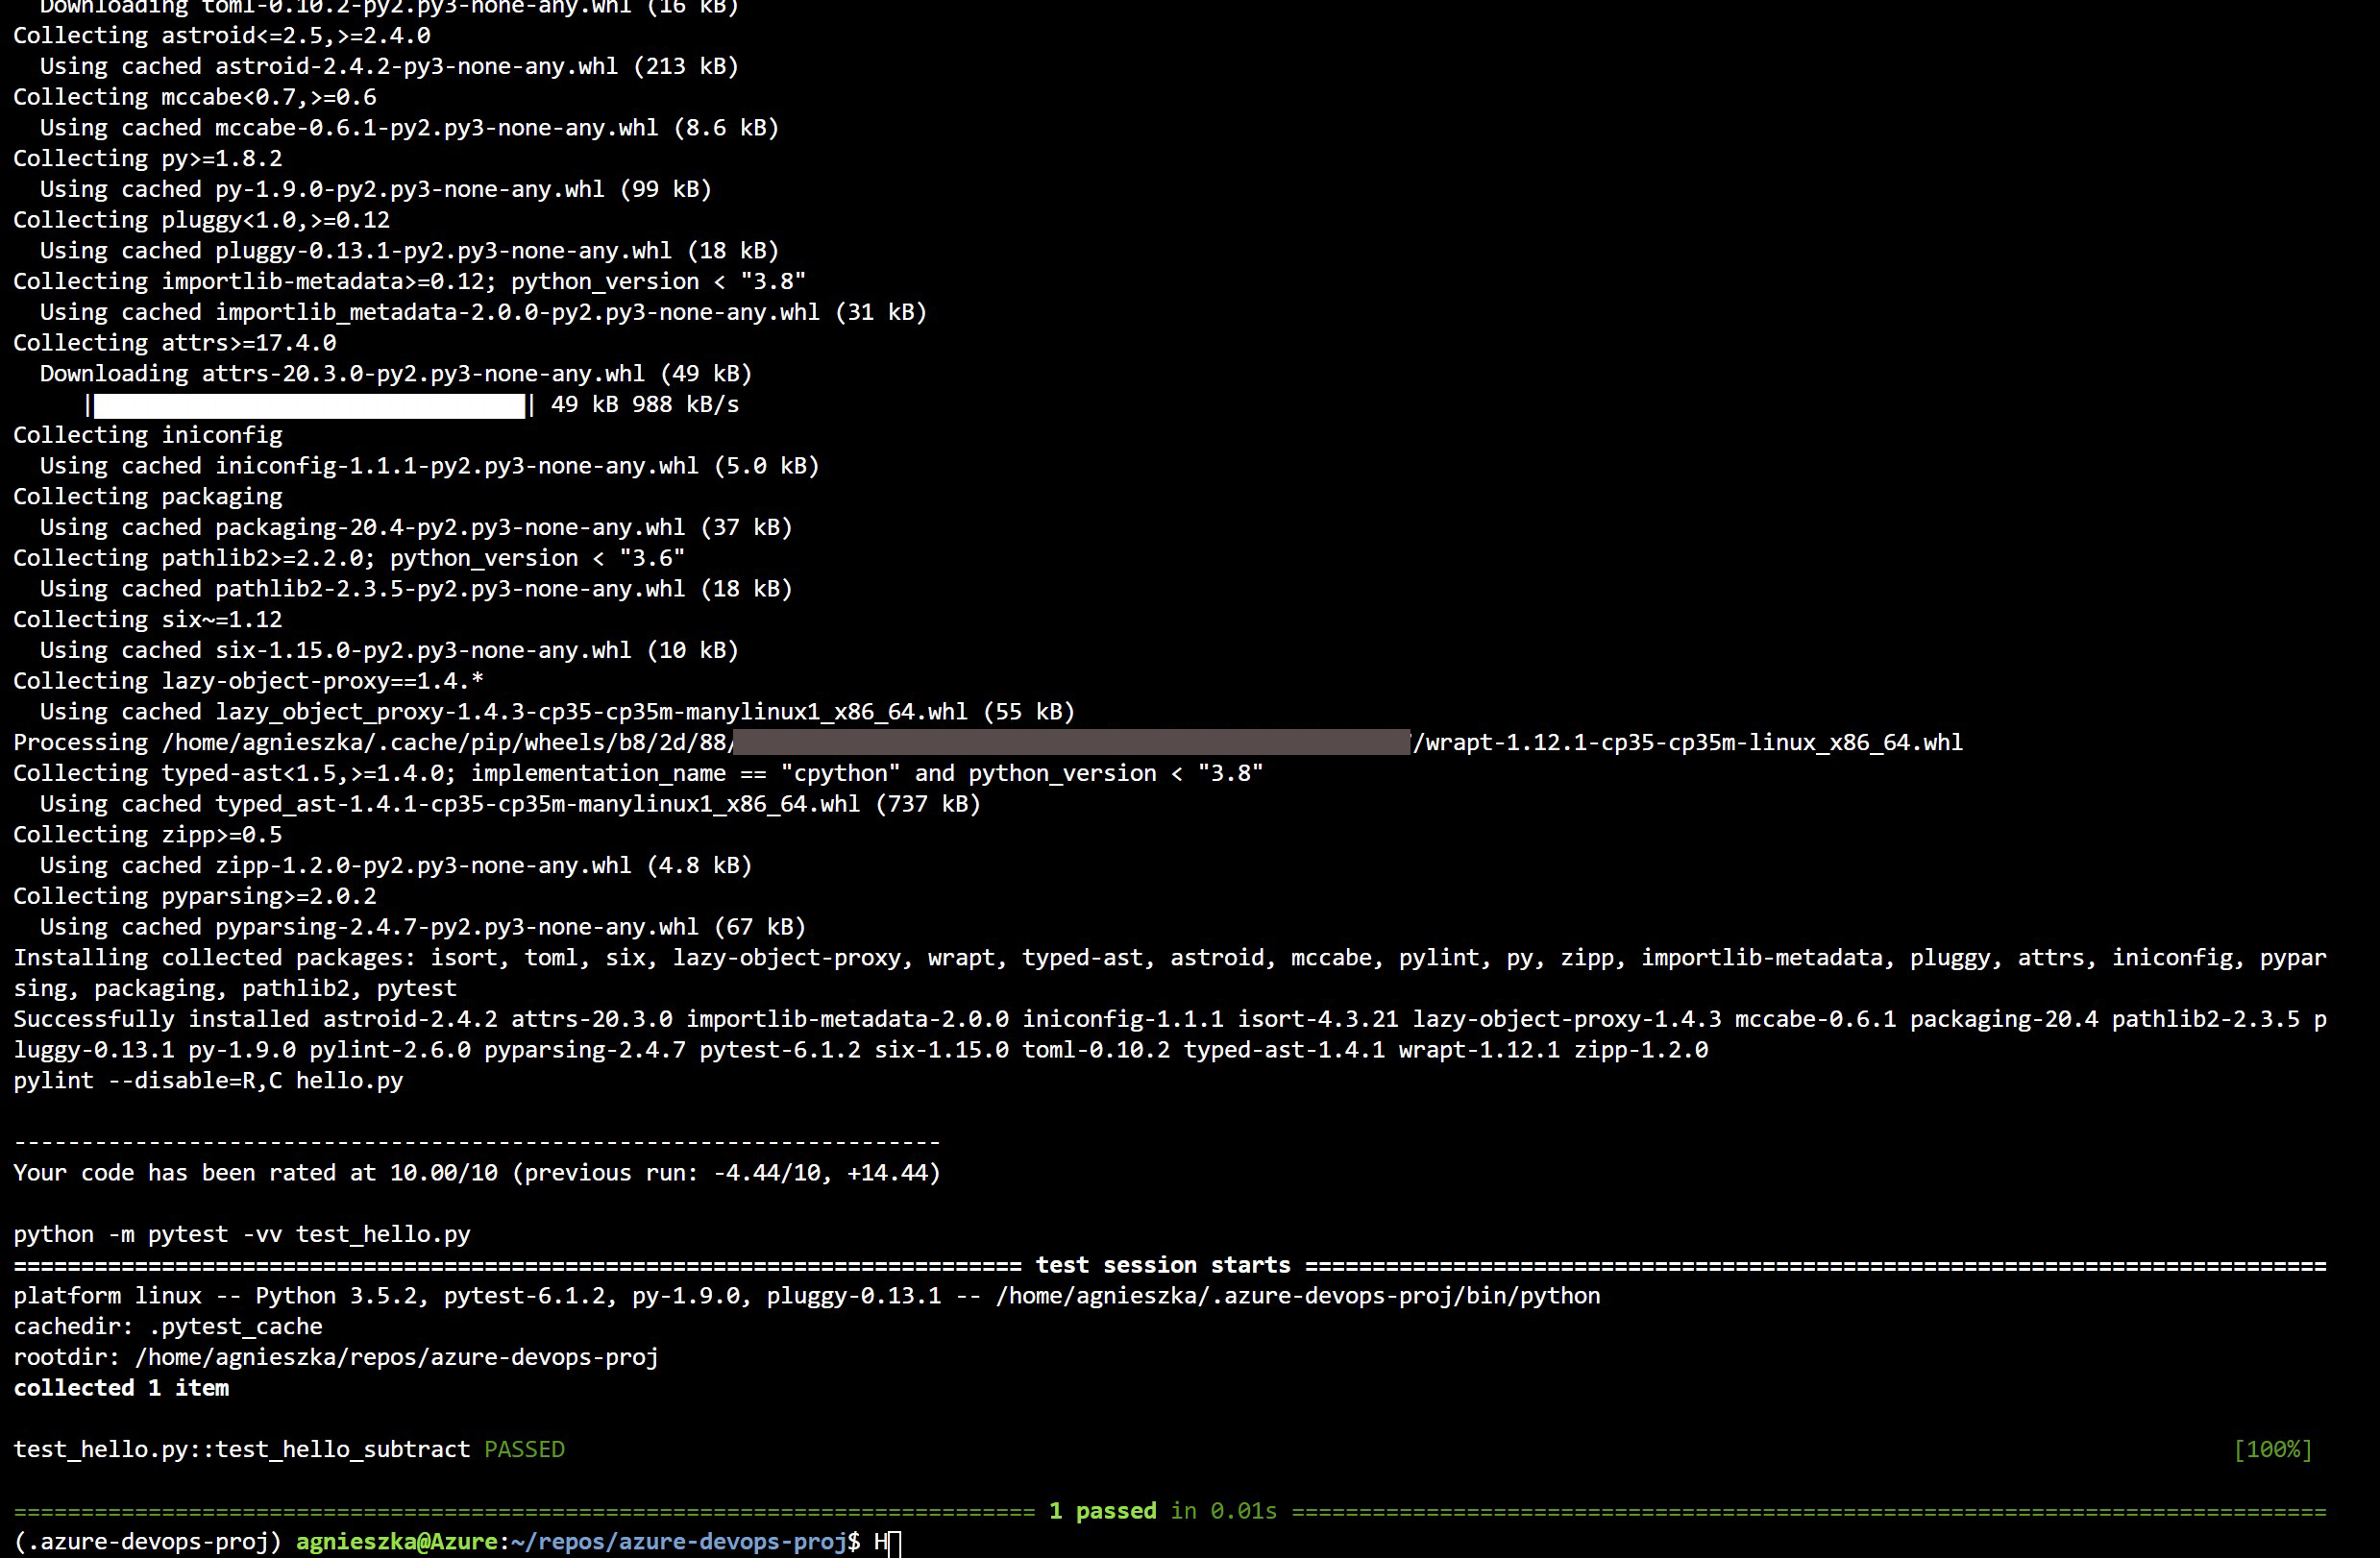 Downloading toml-0.10.2-py2.py3-none-any.whl (16 kB)
Collecting astroid<=2.5,>=2.4.0
  Using cached astroid-2.4.2-py3-none-any.whl (213 kB)
Collecting mccabe<0.7,>=0.6
  Using cached mccabe-0.6.1-py2.py3-none-any.whl (8.6 kB)
Collecting py>=1.8.2
  Using cached py-1.9.0-py2.py3-none-any.whl (99 kB)
Collecting pluggy<1.0,>=0.12
  Using cached pluggy-0.13.1-py2.py3-none-any.whl (18 kB)
Collecting importlib-metadata>=0.12; python_version < "3.8"
  Using cached importlib_metadata-2.0.0-py2.py3-none-any.whl (31 kB)
Collecting attrs>=17.4.0
  Downloading attrs-20.3.0-py2.py3-none-any.whl (49 kB)
     |████████████████████████████████| 49 kB 988 kB/s
Collecting iniconfig
  Using cached iniconfig-1.1.1-py2.py3-none-any.whl (5.0 kB)
Collecting packaging
  Using cached packaging-20.4-py2.py3-none-any.whl (37 kB)
Collecting pathlib2>=2.2.0; python_version < "3.6"
  Using cached pathlib2-2.3.5-py2.py3-none-any.whl (18 kB)
Collecting six~=1.12
  Using cached six-1.15.0-py2.py3-none-any.whl (10 kB)
Collecting lazy-object-proxy==1.4.*
  Using cached lazy_object_proxy-1.4.3-cp35-cp35m-manylinux1_x86_64.whl (55 kB)
Processing /home/agnieszka/.cache/pip/wheels/b8/2d/88/ /wrapt-1.12.1-cp35-cp35m-linux_x86_64.whl
Collecting typed-ast<1.5,>=1.4.0; implementation_name == "cpython" and python_version < "3.8"
  Using cached typed_ast-1.4.1-cp35-cp35m-manylinux1_x86_64.whl (737 kB)
Collecting zipp>=0.5
  Using cached zipp-1.2.0-py2.py3-none-any.whl (4.8 kB)
Collecting pyparsing>=2.0.2
  Using cached pyparsing-2.4.7-py2.py3-none-any.whl (67 kB)
Installing collected packages: isort, toml, six, lazy-object-proxy, wrapt, typed-ast, astroid, mccabe, pylint, py, zipp, importlib-metadata, pluggy, attrs, iniconfig, pypar
sing, packaging, pathlib2, pytest
Successfully installed astroid-2.4.2 attrs-20.3.0 importlib-metadata-2.0.0 iniconfig-1.1.1 isort-4.3.21 lazy-object-proxy-1.4.3 mccabe-0.6.1 packaging-20.4 pathlib2-2.3.5 p
luggy-0.13.1 py-1.9.0 pylint-2.6.0 pyparsing-2.4.7 pytest-6.1.2 six-1.15.0 toml-0.10.2 typed-ast-1.4.1 wrapt-1.12.1 zipp-1.2.0
pylint --disable=R,C hello.py
---------------------------------------------------------------------
Your code has been rated at 10.00/10 (previous run: -4.44/10, +14.44)
python -m pytest -vv test_hello.py
=========================================================================== test session starts ============================================================================
platform linux -- Python 3.5.2, pytest-6.1.2, py-1.9.0, pluggy-0.13.1 -- /home/agnieszka/.azure-devops-proj/bin/python
cachedir: .pytest_cache
rootdir: /home/agnieszka/repos/azure-devops-proj
collected 1 item
test_hello.py::test_hello_subtract PASSED [100%]
============================================================================ 1 passed in 0.01s =============================================================================
(.azure-devops-proj) agnieszka@Azure:~/repos/azure-devops-proj$ H